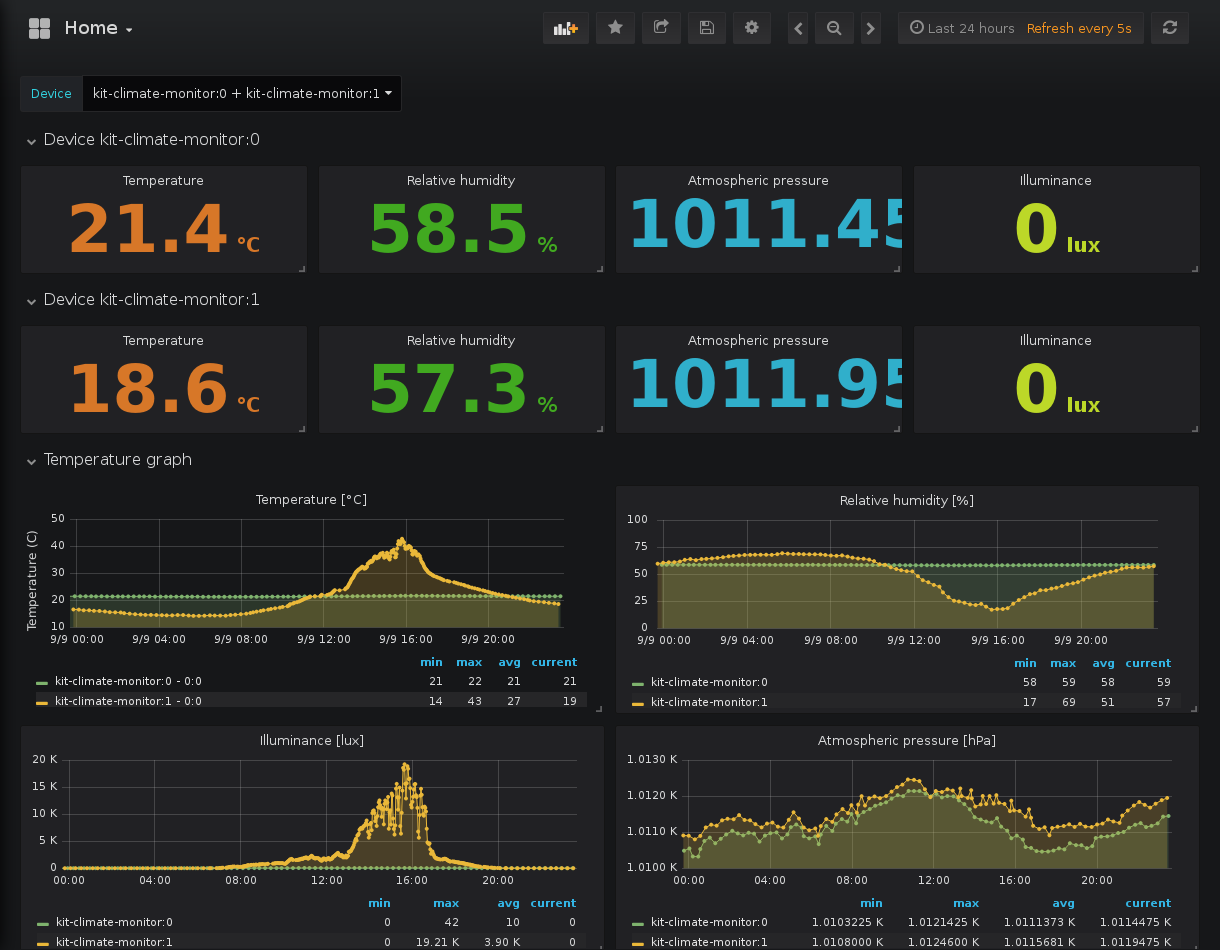 Home
Last 24 hours Refresh every 5s
Device kit-climate-monitor:0 + kit-climate-monitor:1
Device kit-climate-monitor:0
Temperature Relative humidity Atmospheric pressure Illuminance
21.4 °C 58.5 % 1011.45 0 lux
Device kit-climate-monitor:1
Temperature Relative humidity Atmospheric pressure Illuminance
18.6 °C 57.3 % 1011.95 0 lux
Temperature graph
Temperature [°C]
Temperature (C)
50
40
30
20
10
9/9 00:00 9/9 04:00 9/9 08:00 9/9 12:00 9/9 16:00 9/9 20:00
min max avg current
kit-climate-monitor:0 - 0:0 21 22 21 21
kit-climate-monitor:1 - 0:0 14 43 27 19
Relative humidity [%]
100
75
50
25
0
9/9 00:00 9/9 04:00 9/9 08:00 9/9 12:00 9/9 16:00 9/9 20:00
min max avg current
kit-climate-monitor:0 58 59 58 59
kit-climate-monitor:1 17 69 51 57
Illuminance [lux]
20 K
15 K
10 K
5 K
0
00:00 04:00 08:00 12:00 16:00 20:00
min max avg current
kit-climate-monitor:0 0 42 10 0
kit-climate-monitor:1 0 19.21 K 3.90 K 0
Atmospheric pressure [hPa]
1.0130 K
1.0120 K
1.0110 K
1.0100 K
00:00 04:00 08:00 12:00 16:00 20:00
min max avg current
kit-climate-monitor:0 1.0103225 K 1.0121425 K 1.0111373 K 1.0114475 K
kit-climate-monitor:1 1.0108000 K 1.0124600 K 1.0115681 K 1.0119475 K